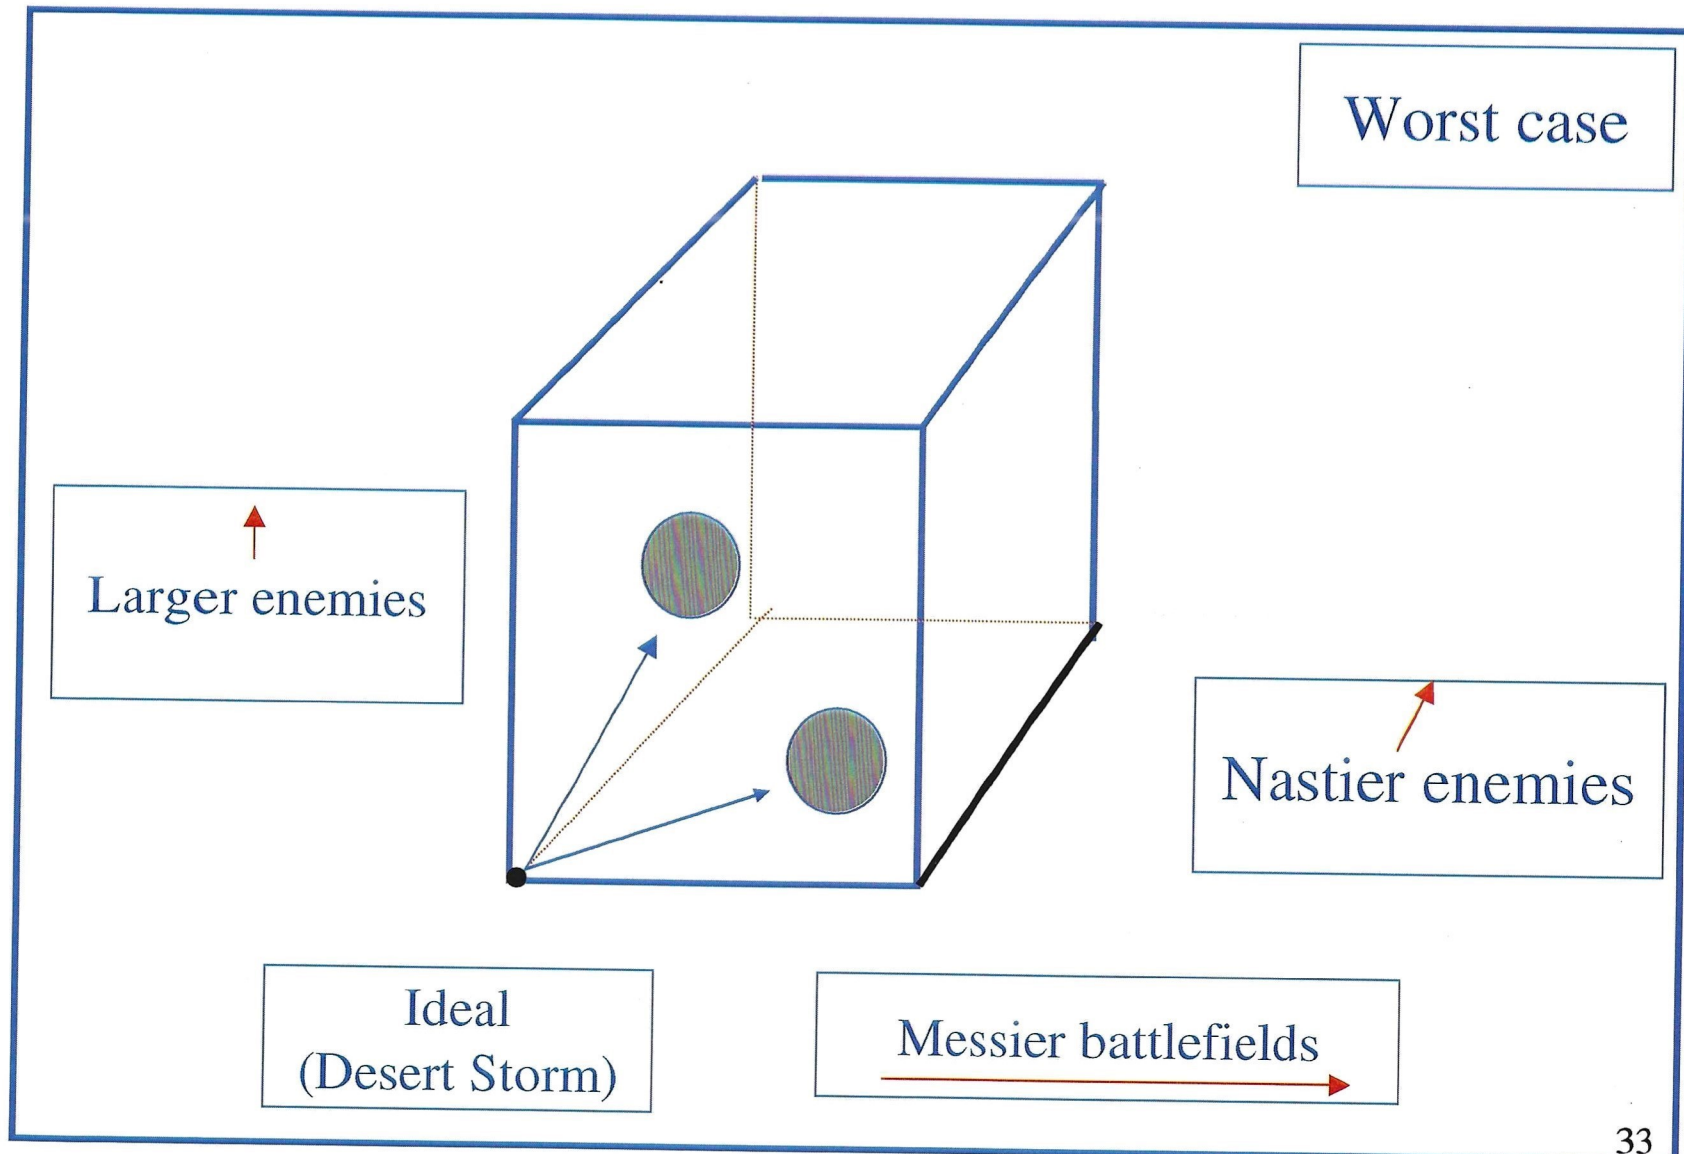 Worst case
Larger enemies
Nastier enemies
Ideal
(Desert Storm)
Messier battlefields
33